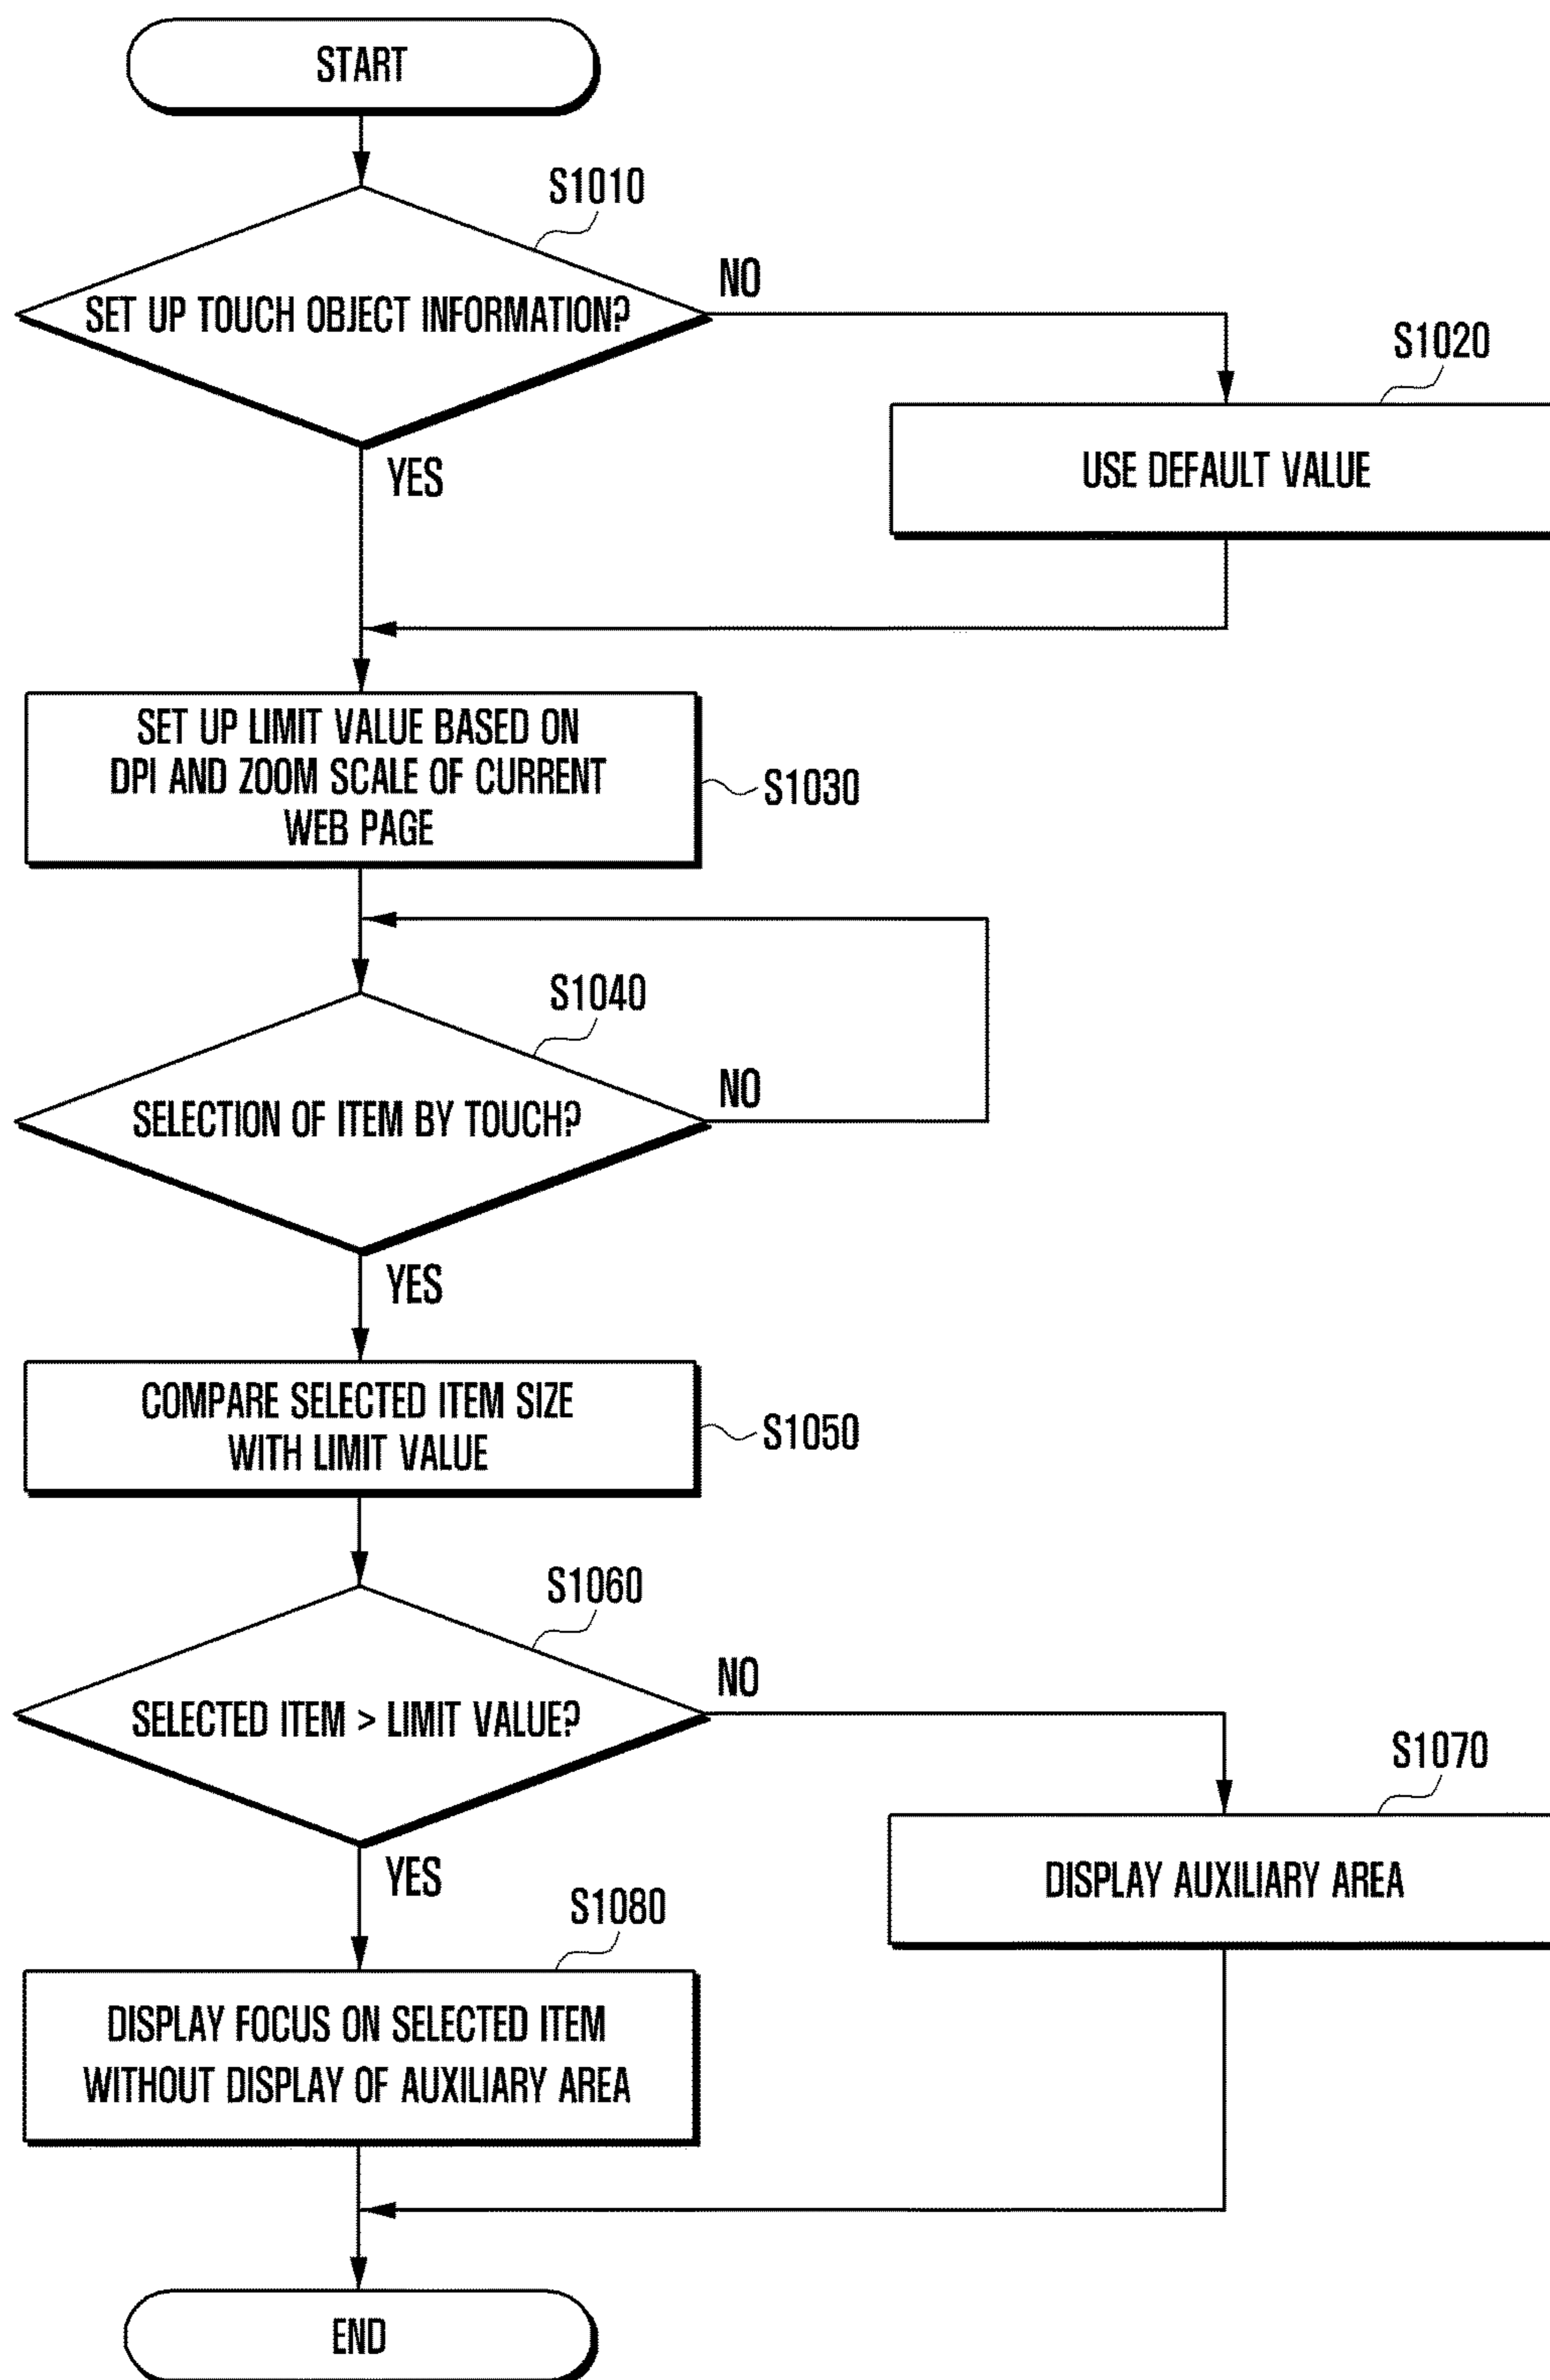 START
S1010
SET UP TOUCH OBJECT INFORMATION?
NO
S1020
USE DEFAULT VALUE
YES
SET UP LIMIT VALUE BASED ON
DPI AND ZOOM SCALE OF CURRENT
WEB PAGE
S1030
S1040
SELECTION OF ITEM BY TOUCH?
NO
YES
COMPARE SELECTED ITEM SIZE
WITH LIMIT VALUE
S1050
S1060
SELECTED ITEM > LIMIT VALUE?
NO
S1070
DISPLAY AUXILIARY AREA
YES
S1080
DISPLAY FOCUS ON SELECTED ITEM
WITHOUT DISPLAY OF AUXILIARY AREA
END